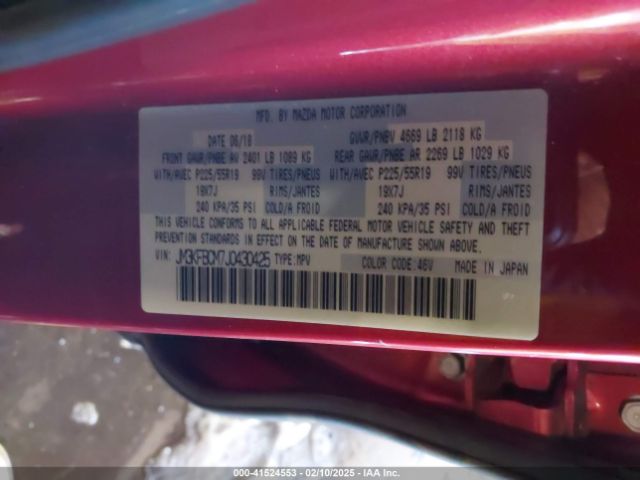 MFD. BY MAZDA MOTOR CORPORATION
DATE 06/18 GVWR/PNBV 4669 LB 2118 KG
FRONT GAWR/PNBE AV 2401 LB 1089 KG REAR GAWR/PNBE AR 2269 LB 1029 KG
WITH/AVEC P225/55R19 99V TIRES/PNEUS WITH/AVEC P225/55R19 99V TIRES/PNEUS
19X7J RIMS/JANTES 19X7J RIMS/JANTES
240 KPA/35 PSI COLD/A FROID 240 KPA/35 PSI COLD/A FROID
THIS VEHICLE CONFORMS TO ALL APPLICABLE FEDERAL MOTOR VEHICLE SAFETY AND THEFT
PREVENTION STANDARDS IN EFFECT ON THE DATE OF MANUFACTURE SHOWN ABOVE.
VIN: JM3KFBCM7J0430425 TYPE:MPV COLOR CODE:46V MADE IN JAPAN
000-41524553 — 02/10/2025 — IAA Inc.